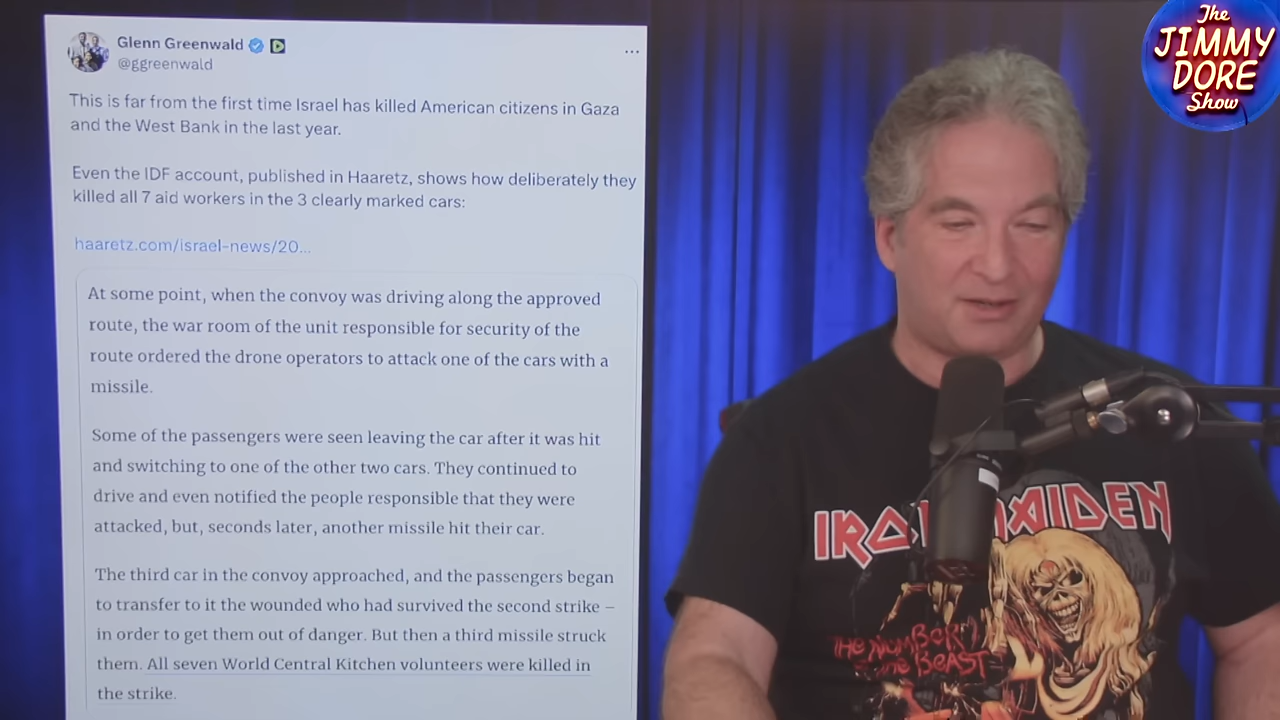 Glenn Greenwald
@ggreenwald
...
This is far from the first time Israel has killed American citizens in Gaza
and the West Bank in the last year.
Even the IDF account, published in Haaretz, shows how deliberately they
killed all 7 aid workers in the 3 clearly marked cars:
haaretz.com/israel-news/20...
At some point, when the convoy was driving along the approved
route, the war room of the unit responsible for security of the
route ordered the drone operators to attack one of the cars with a
missile.
Some of the passengers were seen leaving the car after it was hit
and switching to one of the other two cars. They continued to
drive and even notified the people responsible that they were
attacked, but, seconds later, another missile hit their car.
The third car in the convoy approached, and the passengers began
to transfer to it the wounded who had survived the second strike –
in order to get them out of danger. But then a third missile struck
them. All seven World Central Kitchen volunteers were killed in
the strike.
The
JIMMY
DORE
Show
IRON MAIDEN
THE NUMBER
OF THE BEAST